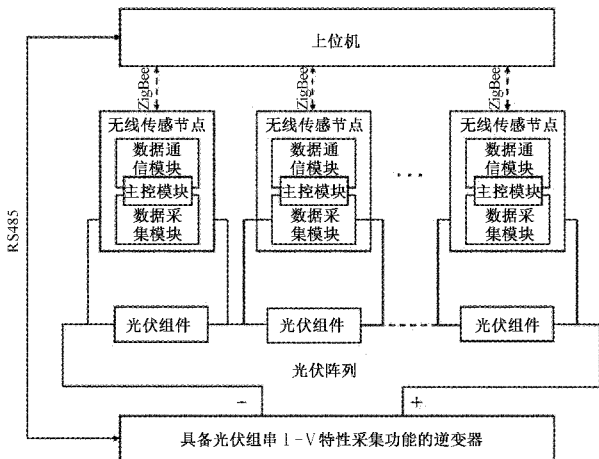 上位机
ZigBee
ZigBee
ZigBee
无线传感节点
数据通
信模块
主控模块
数据采
集模块
无线传感节点
数据通
信模块
主控模块
数据采
集模块
...
无线传感节点
数据通
信模块
主控模块
数据采
集模块
RS485
光伏组件
光伏组件
光伏组件
光伏阵列
-
+
具备光伏组串 I-V 特性采集功能的逆变器